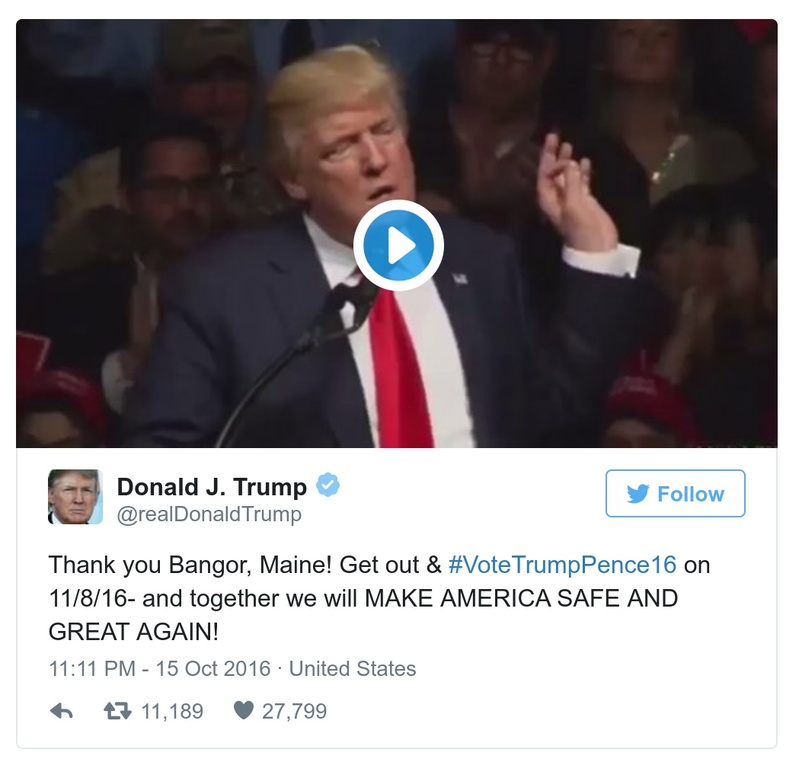 Donald J. Trump
Follow
@realDonaldTrump
Thank you Bangor, Maine! Get out & #VoteTrumpPence16 on
11/8/16- and together we will MAKE AMERICA SAFE AND
GREAT AGAIN!
11:11 PM - 15 Oct 2016 · United States
11,189 27,799